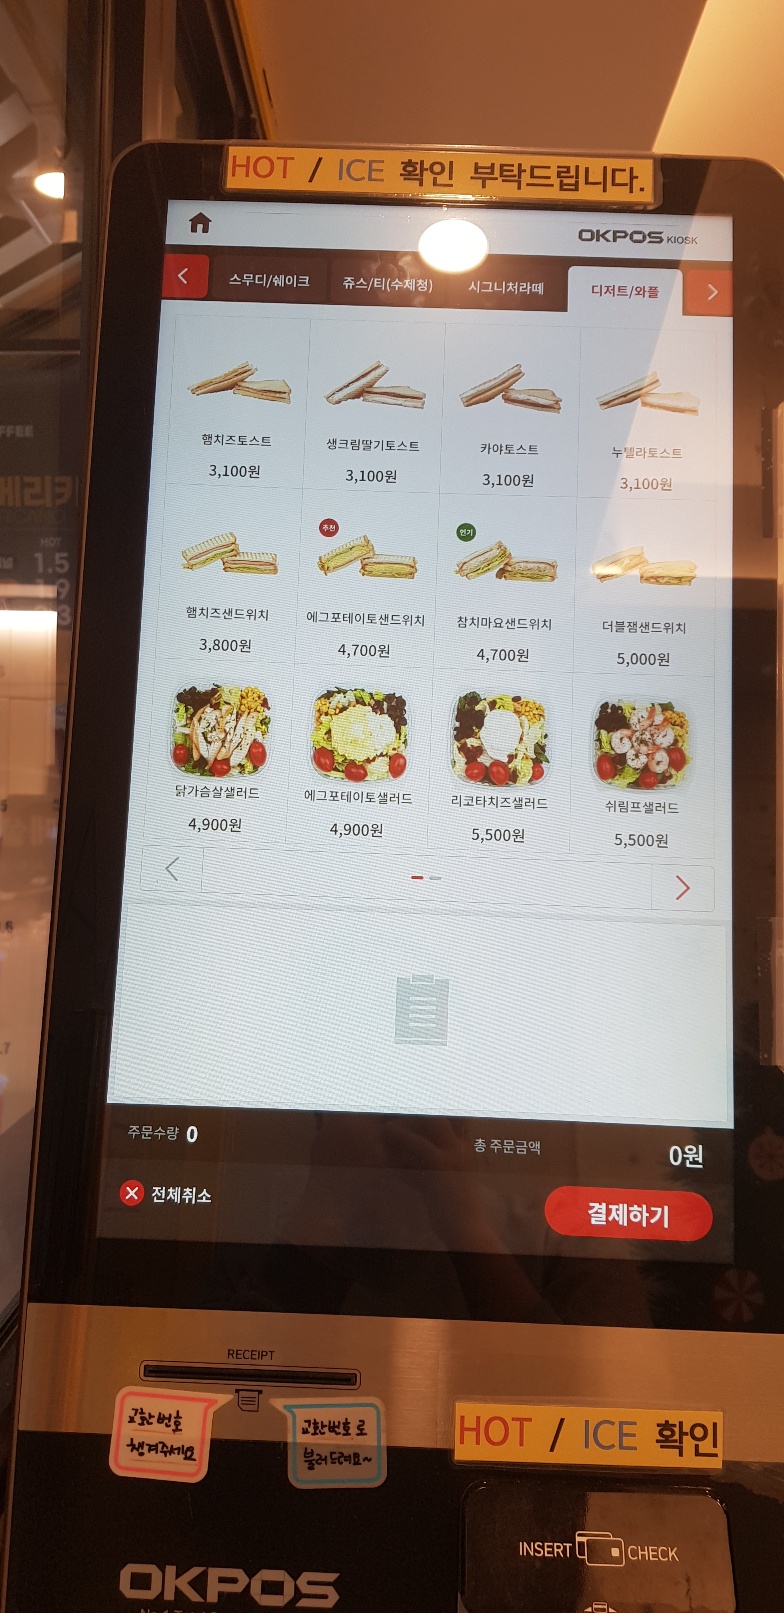 HOT / ICE 확인 부탁드립니다.
OKPOS KIOSK
스무디/쉐이크 쥬스/티(수제청) 시그니처라떼 디저트/와플
햄치즈토스트 생크림딸기토스트 카야토스트 누텔라토스트
3,100원 3,100원 3,100원 3,100원
추천 인기
햄치즈샌드위치 에그포테이토샌드위치 참치마요샌드위치 더블잼샌드위치
3,800원 4,700원 4,700원 5,000원
닭가슴살샐러드 에그포테이토샐러드 리코타치즈샐러드 쉬림프샐러드
4,900원 4,900원 5,500원 5,500원
주문수량 0 총 주문금액 0원
전체취소 결제하기
RECEIPT
교환번호
챙겨주세요
교환번호로
불러드려요~
HOT / ICE 확인
INSERT CHECK
OKPOS
FFEE
메리카
HOT
1.5
1.9